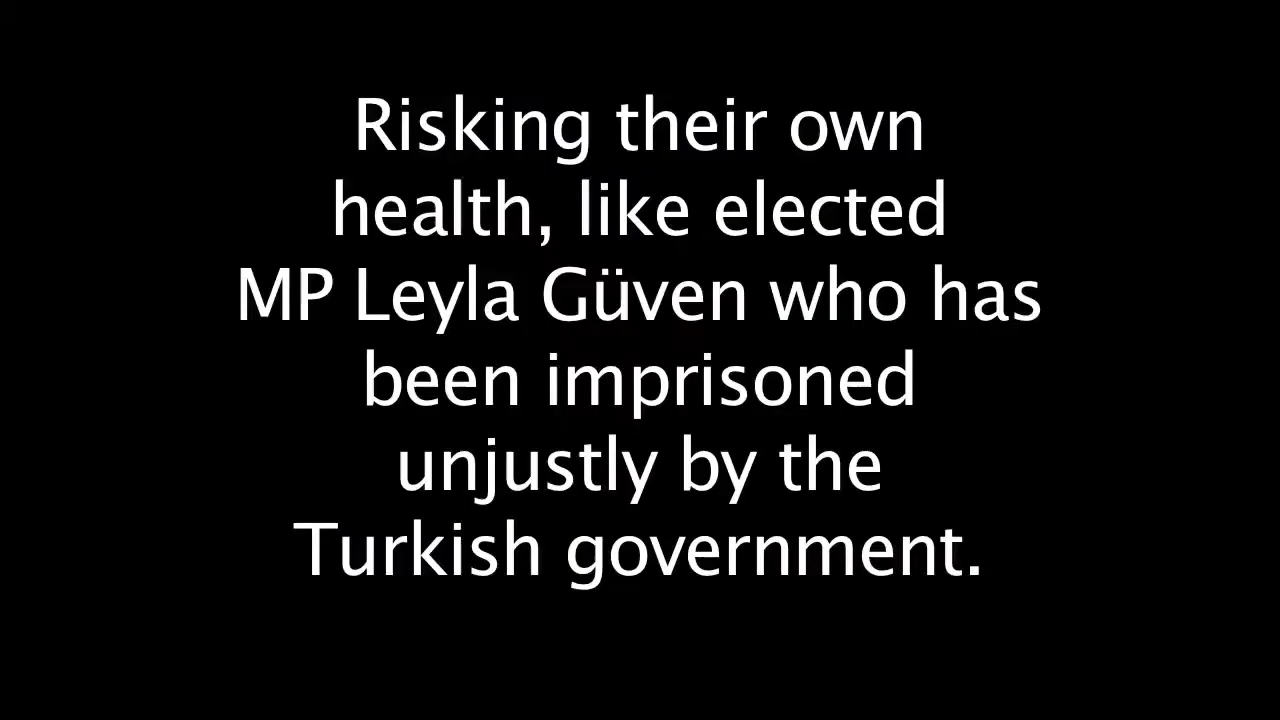 Risking their own
health, like elected
MP Leyla Güven who has
been imprisoned
unjustly by the
Turkish government.